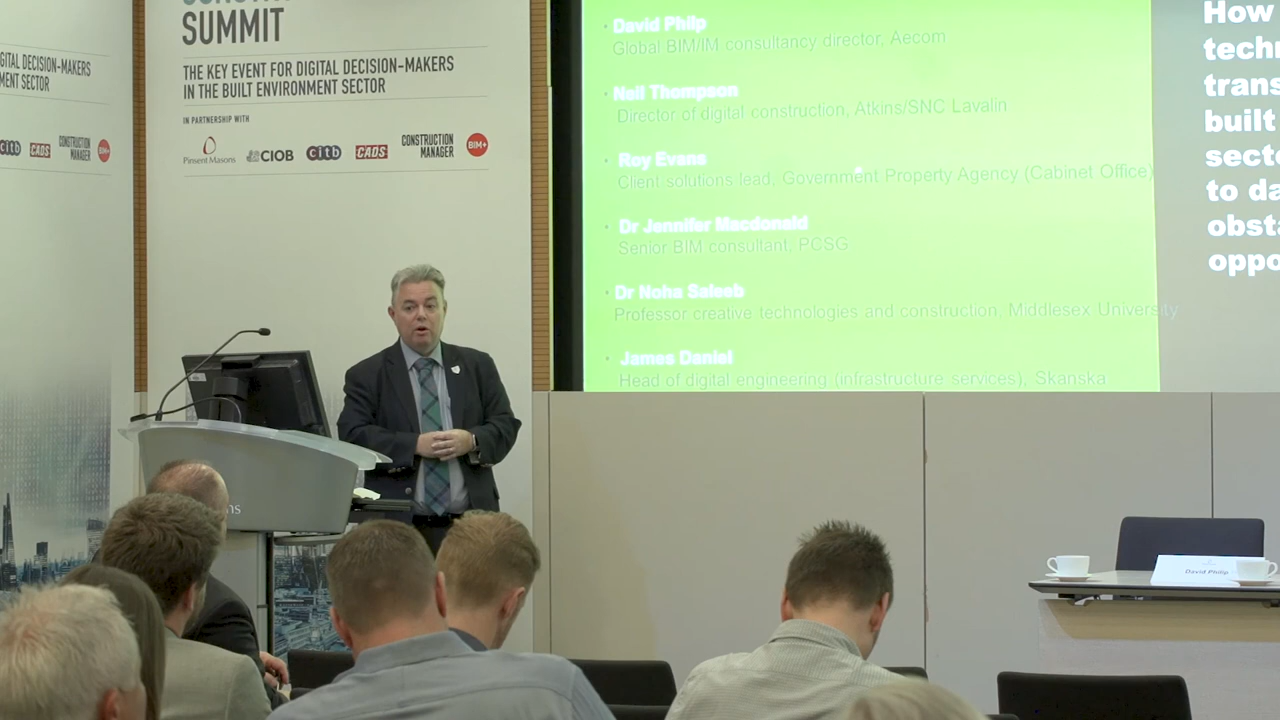 SUMMIT
THE KEY EVENT FOR DIGITAL DECISION-MAKERS
IN THE BUILT ENVIRONMENT SECTOR
IN PARTNERSHIP WITH
Pinsent Masons
CIOB
citb
CADS
CONSTRUCTION
MANAGER
BIM+
GITAL DECISION-MAKERS
MENT SECTOR
citb
CADS
CONSTRUCTION
MANAGER
BIM+
David Philp
Global BIM/IM consultancy director, Aecom
Neil Thompson
Director of digital construction, Atkins/SNC Lavalin
Roy Evans
Client solutions lead, Government Property Agency (Cabinet Office)
Dr Jennifer Macdonald
Senior BIM consultant, PCSG
Dr Noha Saleeb
Professor creative technologies and construction, Middlesex University
James Daniel
Head of digital engineering (infrastructure services), Skanska
How
techn
trans
built
secto
to da
obsta
oppo
ns
David Philp